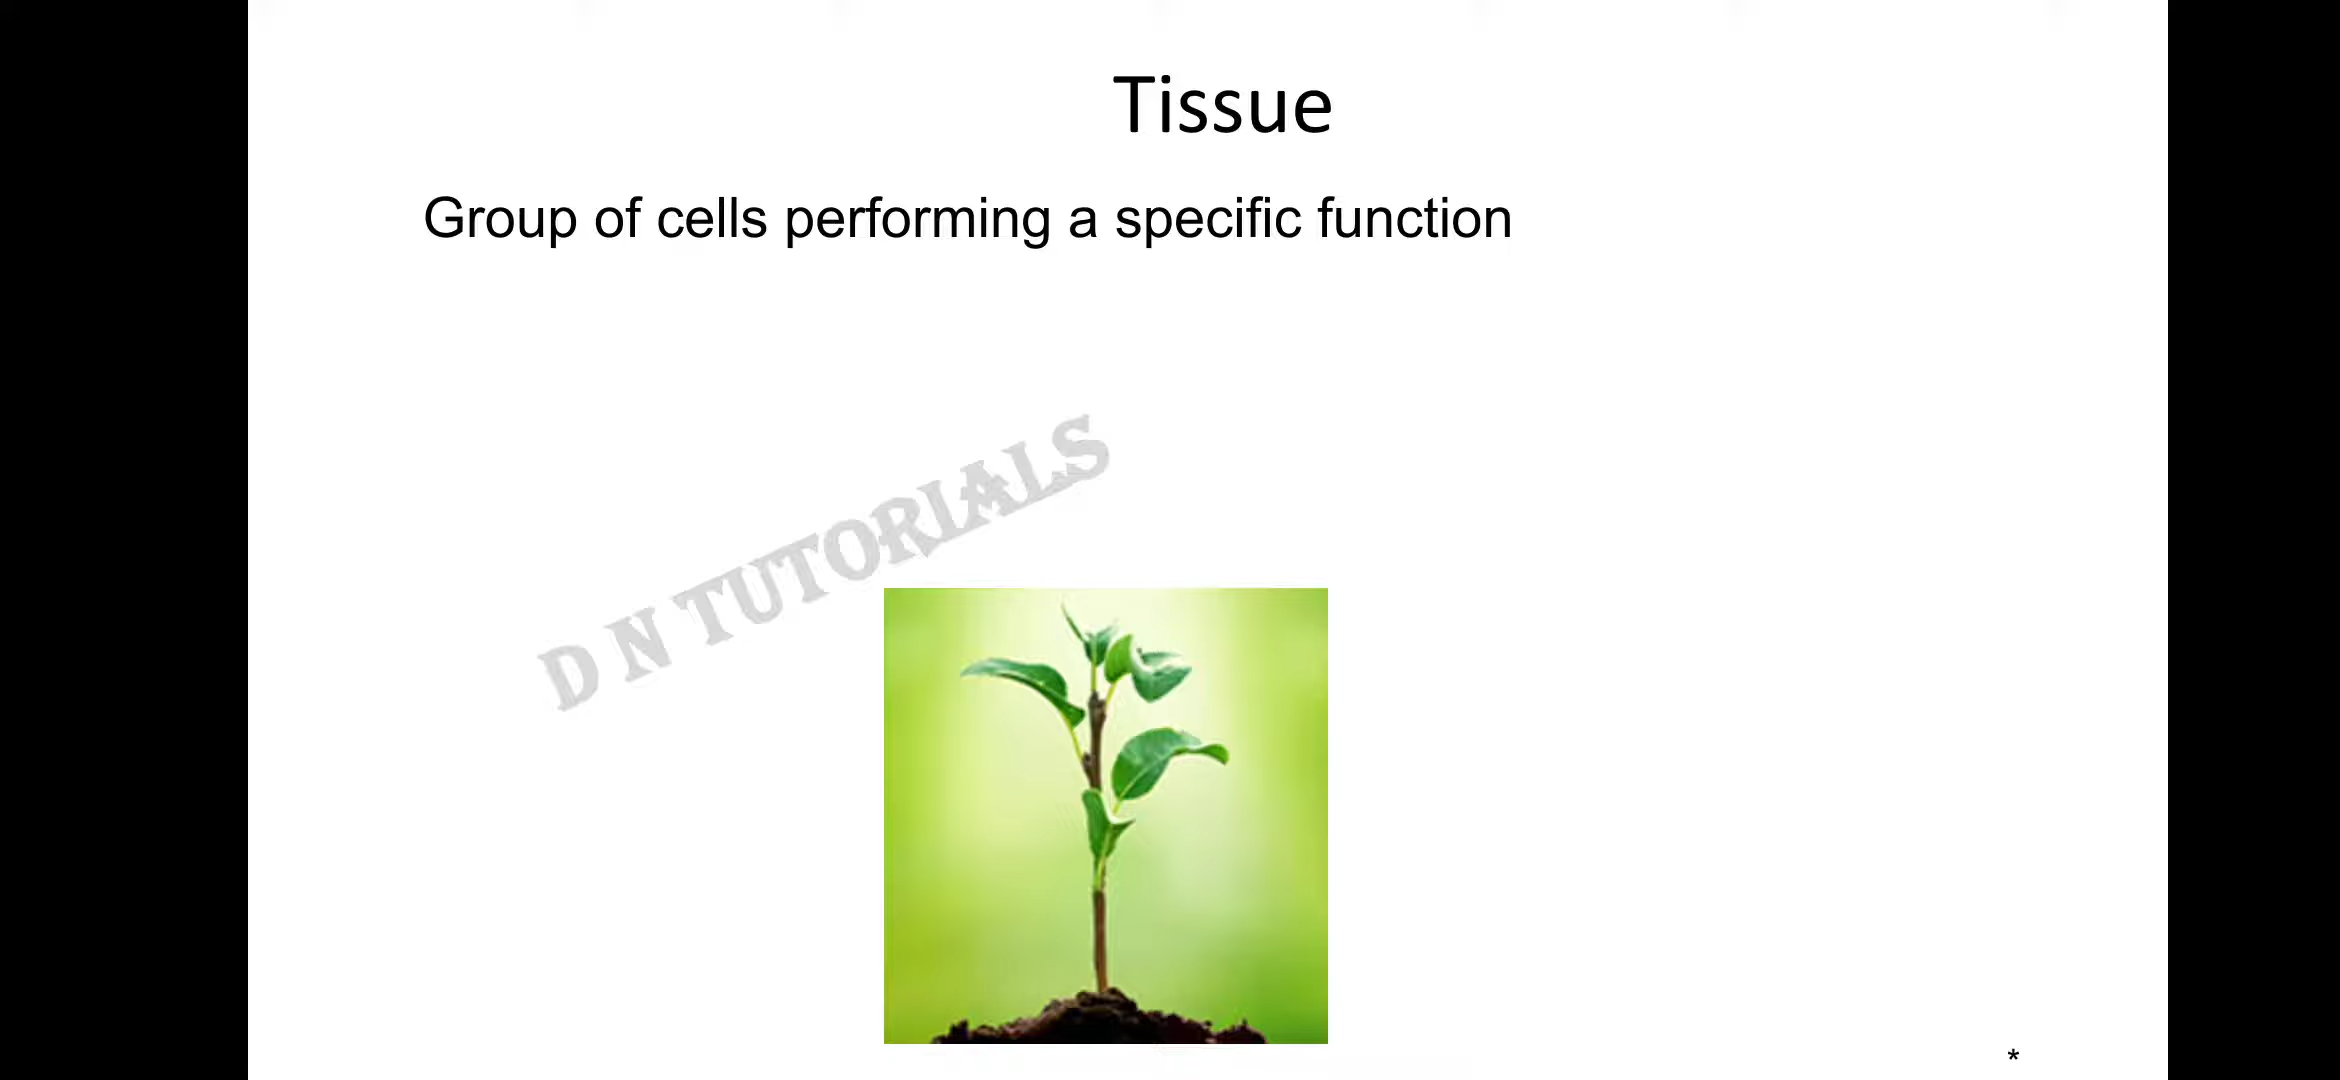 Tissue
Group of cells performing a specific function
D N TUTORIALS
*